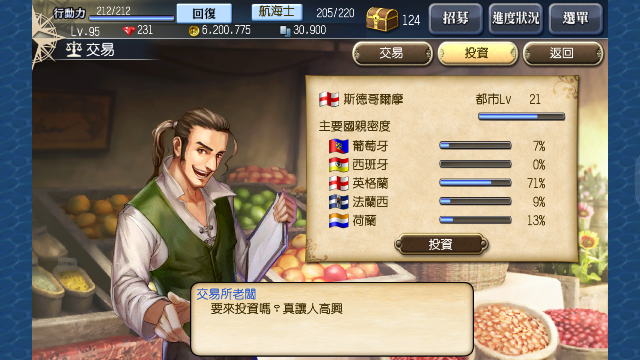 行動力 212/212 回復 航海士 205/220 124 招募 進度狀況 選單
Lv.95 231 6.200.775 30.900
交易 交易 投資 返回
斯德哥爾摩 都市Lv 21
主要國親密度
葡萄牙 7%
西班牙 0%
英格蘭 71%
法蘭西 9%
荷蘭 13%
投資
交易所老闆
要來投資嗎？真讓人高興